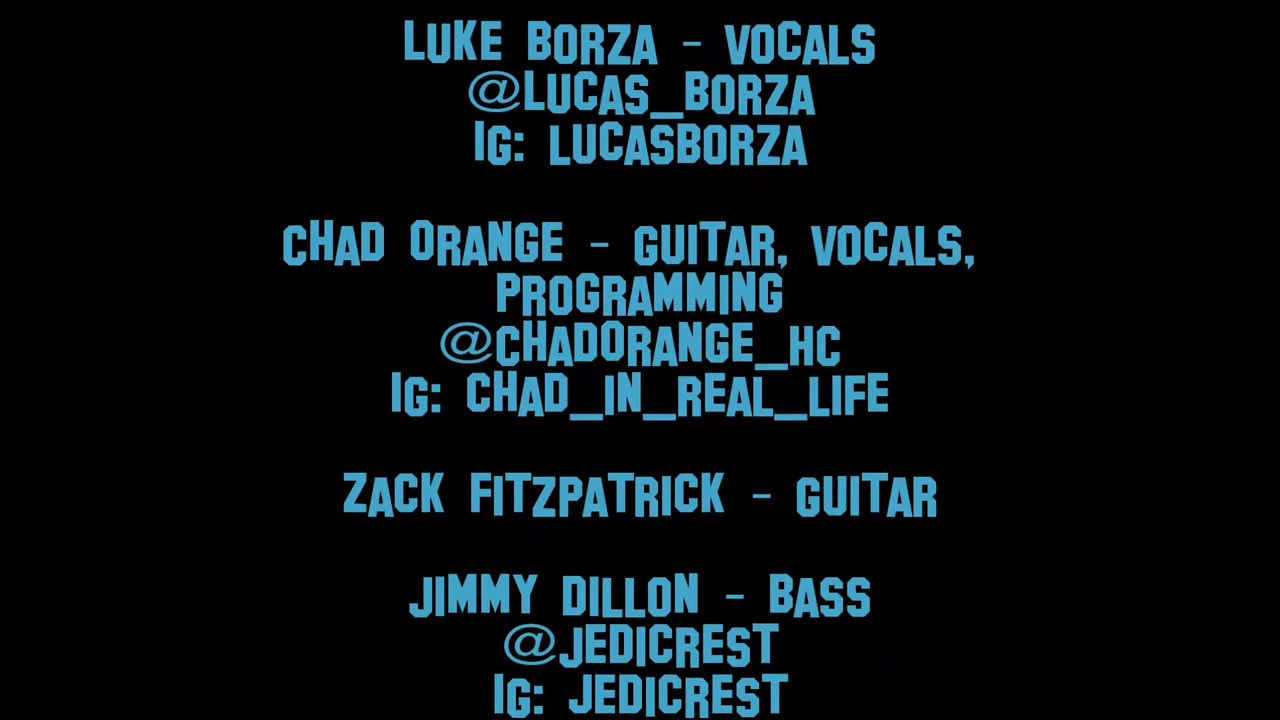 LUKE BORZA - VOCALS
@LUCAS_BORZA
IG: LUCASBORZA
CHAD ORANGE - GUITAR, VOCALS,
PROGRAMMING
@CHADORANGE_HC
IG: CHAD_IN_REAL_LIFE
ZACK FITZPATRICK - GUITAR
JIMMY DILLON - BASS
@JEDICREST
IG: JEDICREST